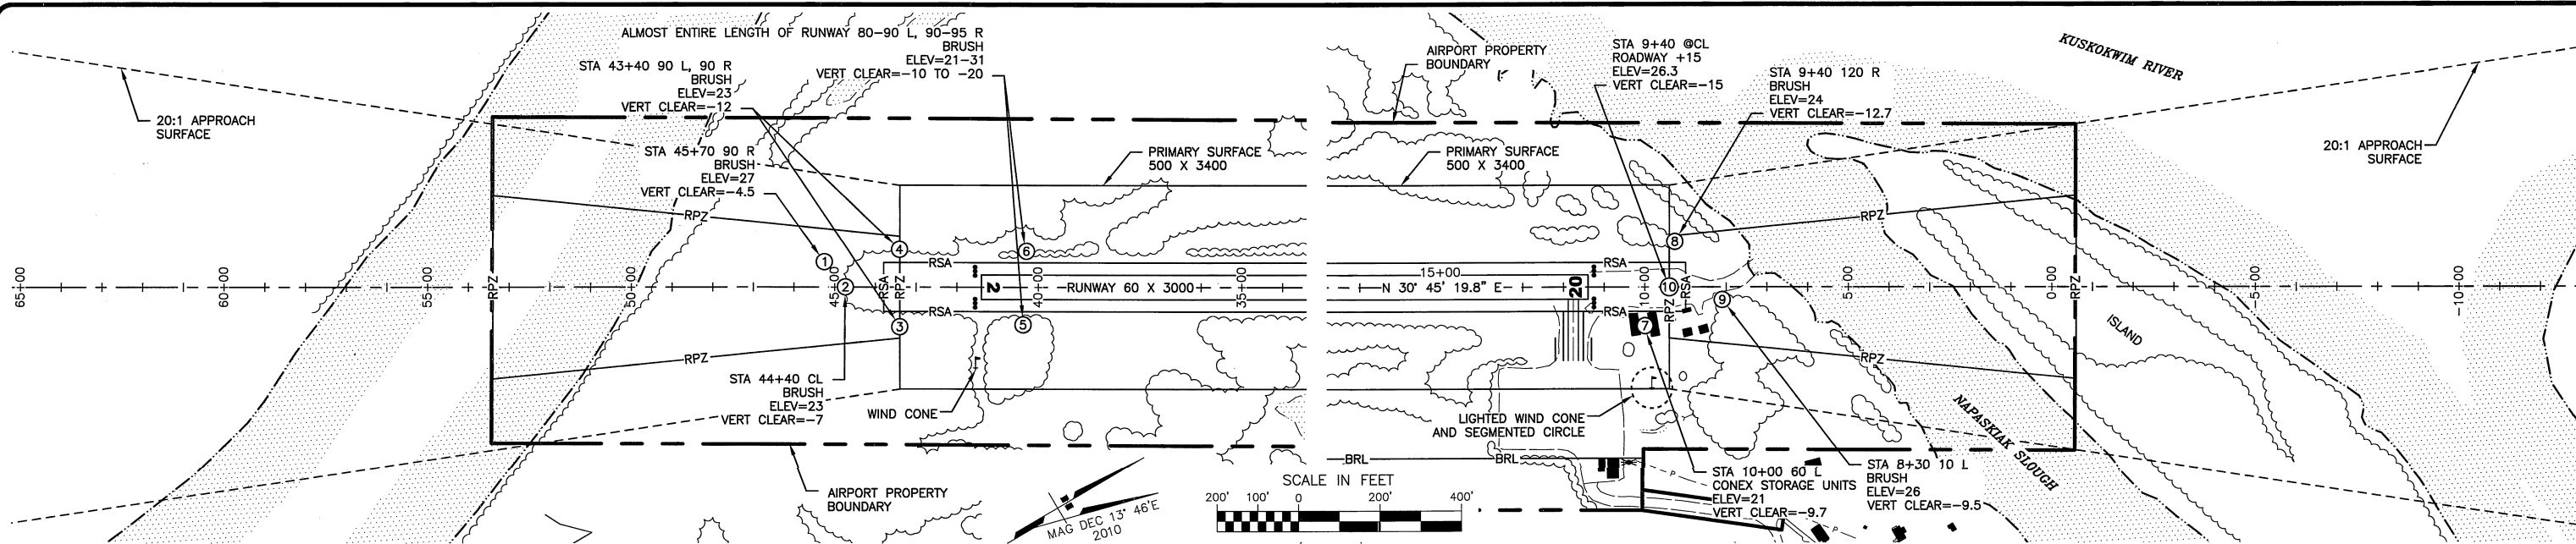 ALMOST ENTIRE LENGTH OF RUNWAY 80-90 L, 90-95 R
BRUSH
ELEV=21-31
VERT CLEAR=-10 TO -20
STA 43+40 90 L, 90 R
BRUSH
ELEV=23
VERT CLEAR=-12
20:1 APPROACH
SURFACE
STA 45+70 90 R
BRUSH
ELEV=27
VERT CLEAR=-4.5
PRIMARY SURFACE
500 X 3400
AIRPORT PROPERTY
BOUNDARY
STA 9+40 @CL
ROADWAY +15
ELEV=26.3
VERT CLEAR=-15
STA 9+40 120 R
BRUSH
ELEV=24
VERT CLEAR=-12.7
KUSKOKWIM RIVER
20:1 APPROACH
SURFACE
PRIMARY SURFACE
500 X 3400
RPZ
RPZ
4
6
8
1
RSA
RSA
RSA
65+00
60+00
RPZ
55+00
50+00
45+00
2
RSA
RPZ
2
40+00
RUNWAY 60 X 3000
35+00
15+00
N 30° 45' 19.8" E
20
10+00
10
RPZ
RSA
9
5+00
0+00
RPZ
-5+00
-10+00
RSA
RSA
3
5
7
RPZ
RPZ
ISLAND
STA 44+40 CL
BRUSH
ELEV=23
VERT CLEAR=-7
WIND CONE
LIGHTED WIND CONE
AND SEGMENTED CIRCLE
NAPASKIAK SLOUGH
AIRPORT PROPERTY
BOUNDARY
MAG DEC 13° 46'E
2010
SCALE IN FEET
200' 100' 0 200' 400'
BRL
BRL
P
STA 10+00 60 L
CONEX STORAGE UNITS
ELEV=21
VERT CLEAR=-9.7
STA 8+30 10 L
BRUSH
ELEV=26
VERT CLEAR=-9.5
P